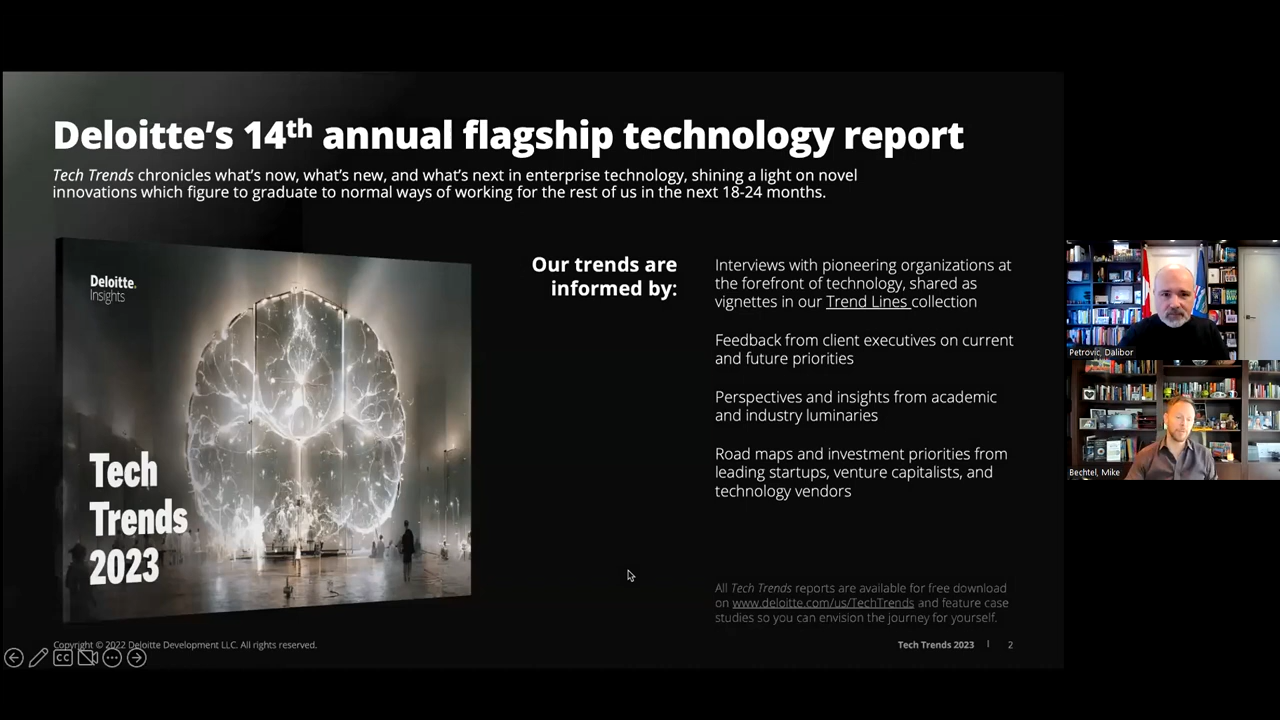 Deloitte's 14th annual flagship technology report
Tech Trends chronicles what's now, what's new, and what's next in enterprise technology, shining a light on novel
innovations which figure to graduate to normal ways of working for the rest of us in the next 18-24 months.
Deloitte.
Insights
Tech
Trends
2023
Our trends are
informed by:
Interviews with pioneering organizations at
the forefront of technology, shared as
vignettes in our Trend Lines collection
Feedback from client executives on current
and future priorities
Perspectives and insights from academic
and industry luminaries
Road maps and investment priorities from
leading startups, venture capitalists, and
technology vendors
All Tech Trends reports are available for free download
on www.deloitte.com/us/TechTrends and feature case
studies so you can envision the journey for yourself.
Copyright © 2022 Deloitte Development LLC. All rights reserved.
Tech Trends 2023 | 2
CC
Petrovic, Dalibor
Bechtel, Mike